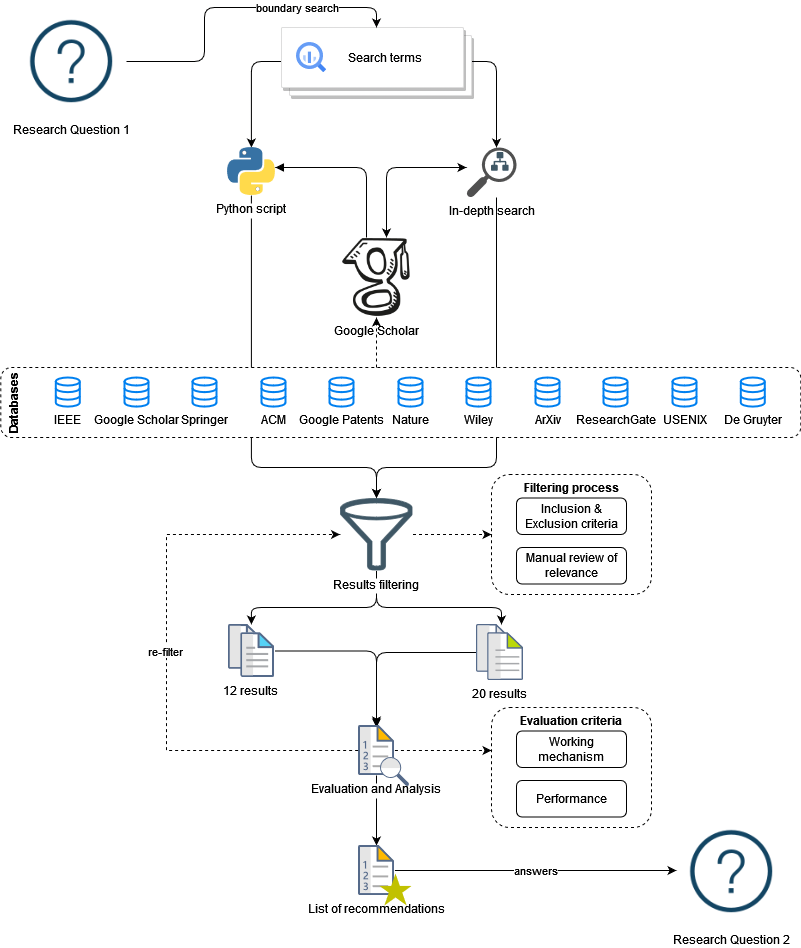 boundary search
Search terms
Research Question 1
Python script
In-depth search
Google Scholar
Databases
IEEE
Google Scholar
Springer
ACM
Google Patents
Nature
Wiley
ArXiv
ResearchGate
USENIX
De Gruyter
Filtering process
Inclusion &
Exclusion criteria
Manual review of
relevance
Results filtering
re-filter
12 results
20 results
Evaluation criteria
Working
mechanism
Performance
1
2
3
Evaluation and Analysis
1
2
3
answers
List of recommendations
Research Question 2